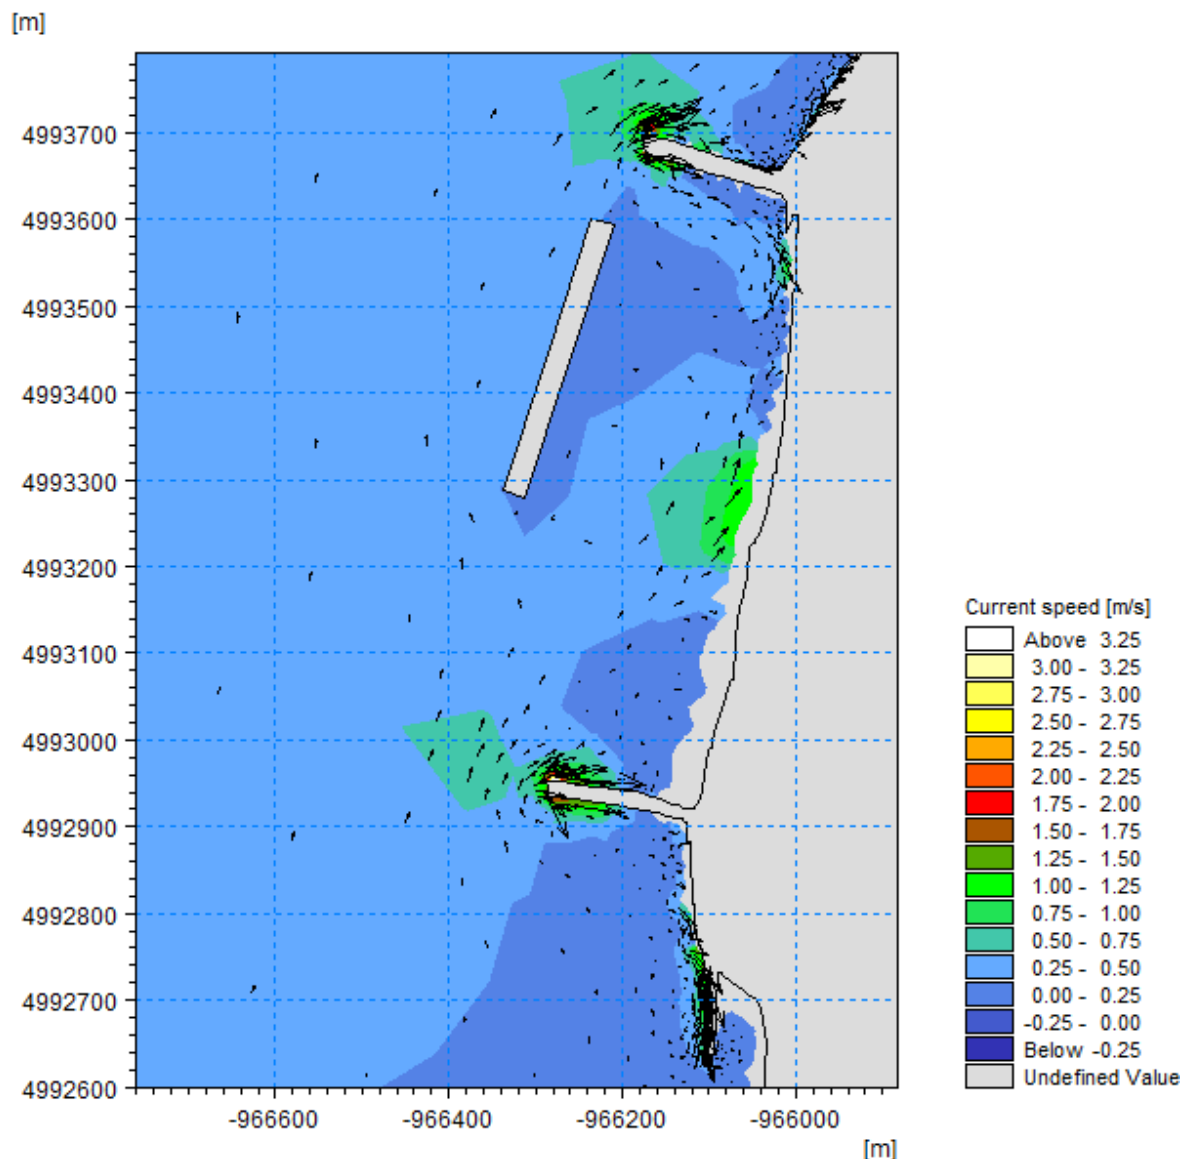 [m]
4993700
4993600
4993500
4993400
4993300
4993200
4993100
4993000
4992900
4992800
4992700
4992600
-966600 -966400 -966200 -966000
[m]
Current speed [m/s]
Above 3.25
3.00 - 3.25
2.75 - 3.00
2.50 - 2.75
2.25 - 2.50
2.00 - 2.25
1.75 - 2.00
1.50 - 1.75
1.25 - 1.50
1.00 - 1.25
0.75 - 1.00
0.50 - 0.75
0.25 - 0.50
0.00 - 0.25
-0.25 - 0.00
Below -0.25
Undefined Value